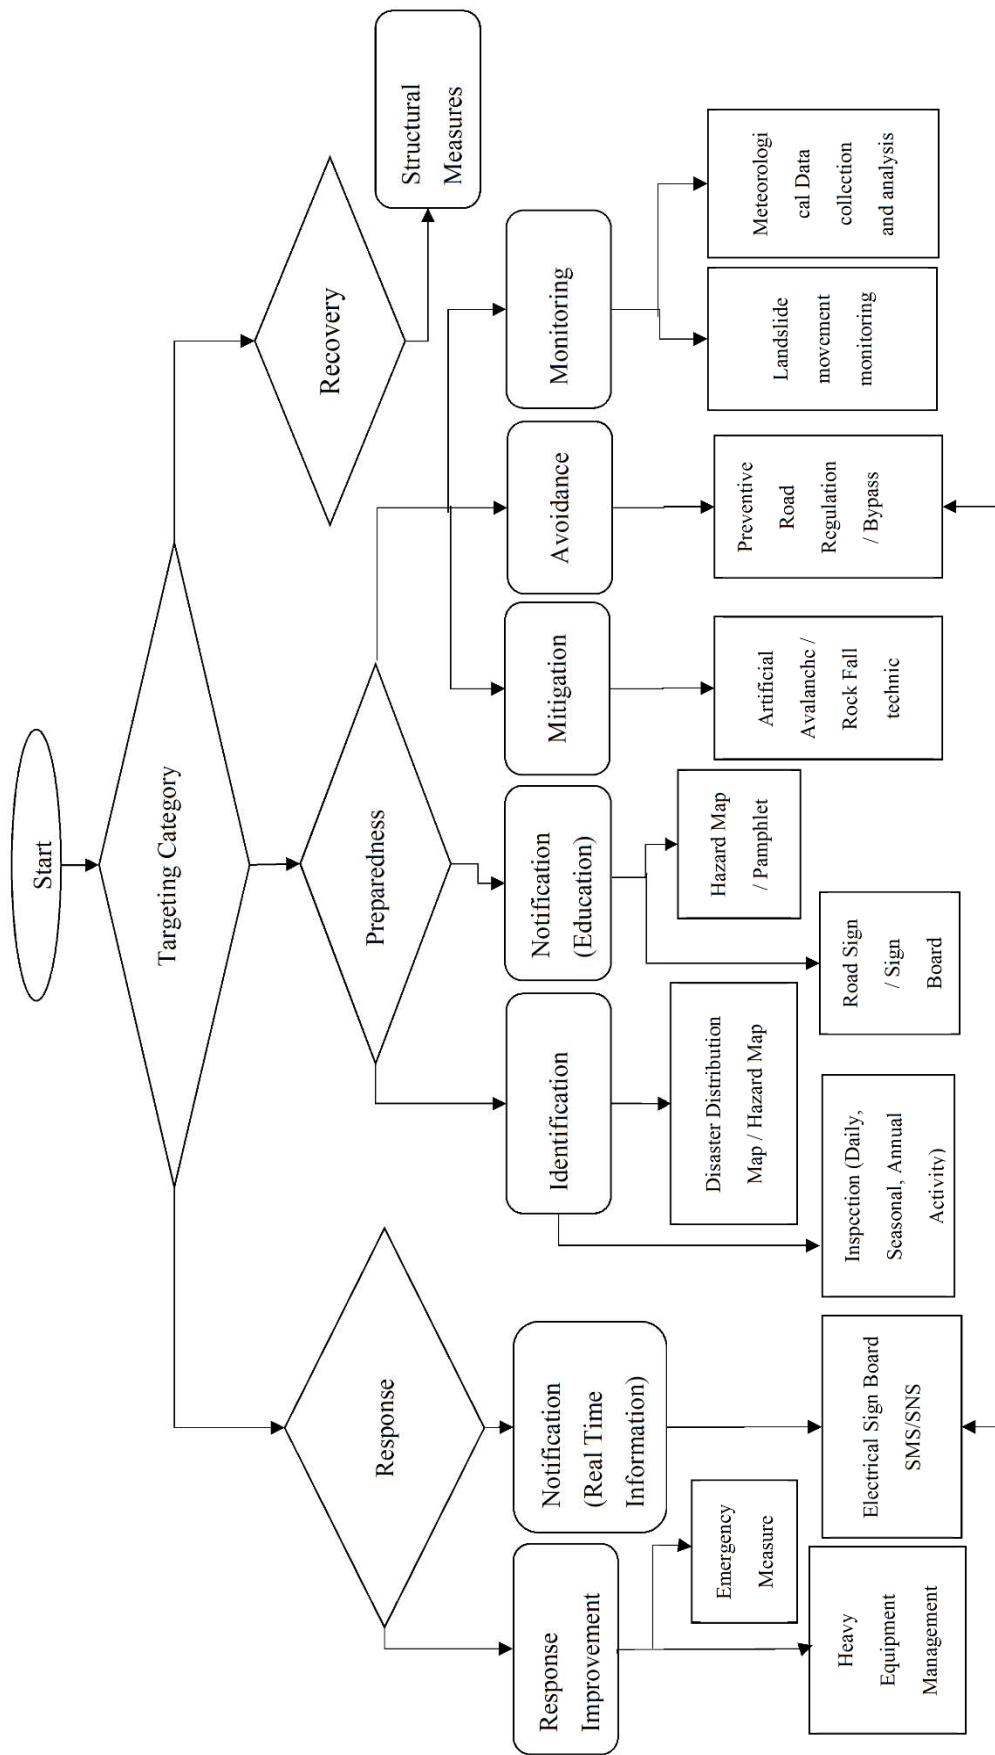 Start
Targeting Category
Response
Preparedness
Recovery
Structural
Measures
Response
Improvement
Notification
(Real Time
Information)
Identification
Notification
(Education)
Mitigation
Avoidance
Monitoring
Emergency
Measure
Heavy
Equipment
Management
Electrical Sign Board
SMS/SNS
Inspection (Daily,
Seasonal, Annual
Activity)
Disaster Distribution
Map / Hazard Map
Road Sign
/ Sign
Board
Hazard Map
/ Pamphlet
Artificial
Avalanche /
Rock Fall
technic
Preventive
Road
Regulation
/ Bypass
Landslide
movement
monitoring
Meteorologi
cal Data
collection
and analysis